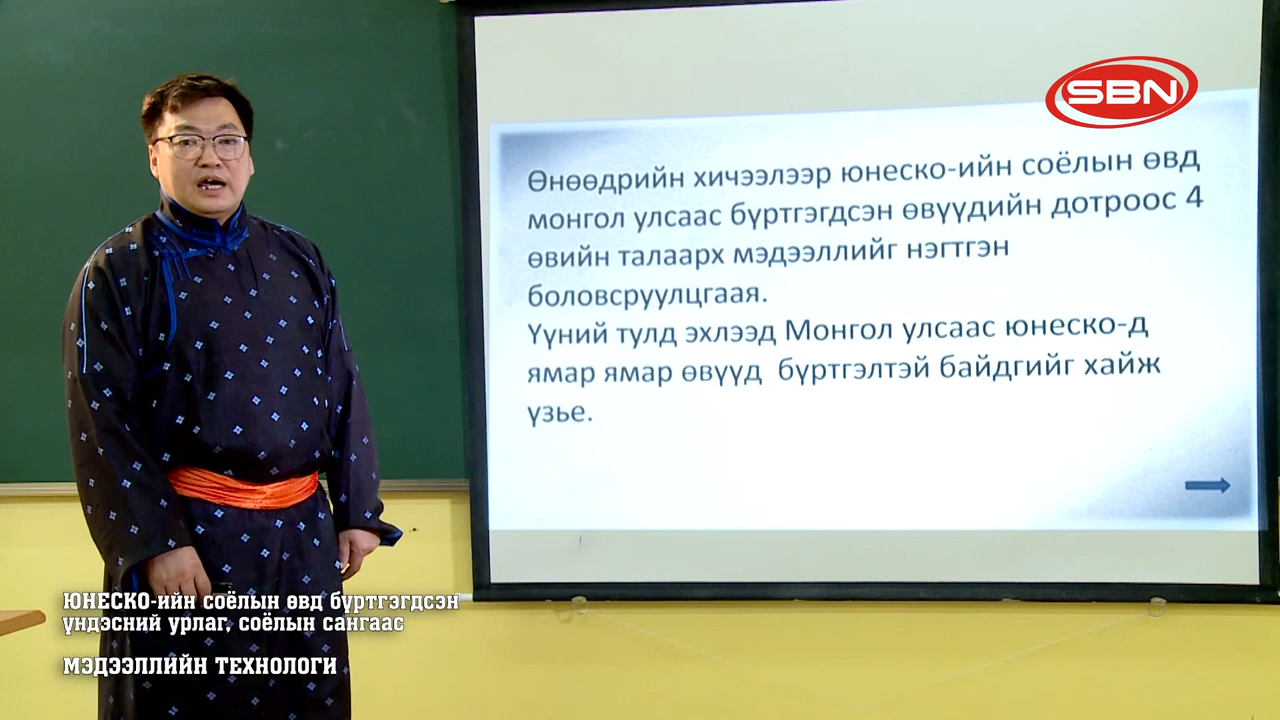 SBN
Өнөөдрийн хичээлээр юнеско-ийн соёлын өвд
монгол улсаас бүртгэгдсэн өвүүдийн дотроос 4
өвийн талаарх мэдээллийг нэгтгэн
боловсруулцгаая.
Үүний тулд эхлээд Монгол улсаас юнеско-д
ямар ямар өвүүд бүртгэлтэй байдгийг хайж
үзье.
ЮНЕСКО-ийн соёлын өвд бүртгэгдсэн
үндэсний урлаг, соёлын сангаас
МЭДЭЭЛЛИЙН ТЕХНОЛОГИ